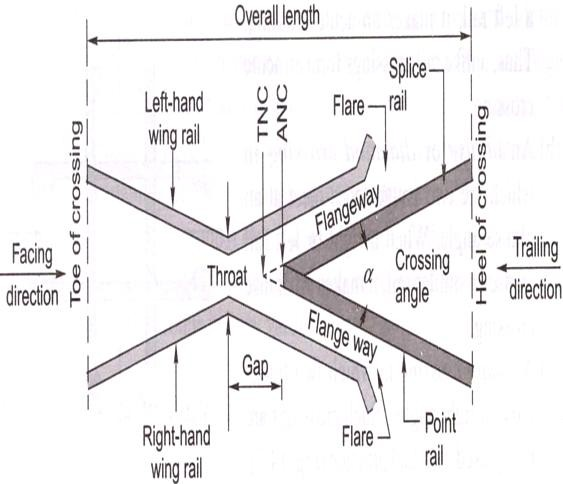 Overall length
Left-hand
wing rail
TNC
ANC
Flare
Splice
rail
Toe of crossing
Facing
direction
Throat
Flangeway
α
Crossing
angle
Heel of crossing
Trailing
direction
Flange way
Gap
Right-hand
wing rail
Flare
Point
rail